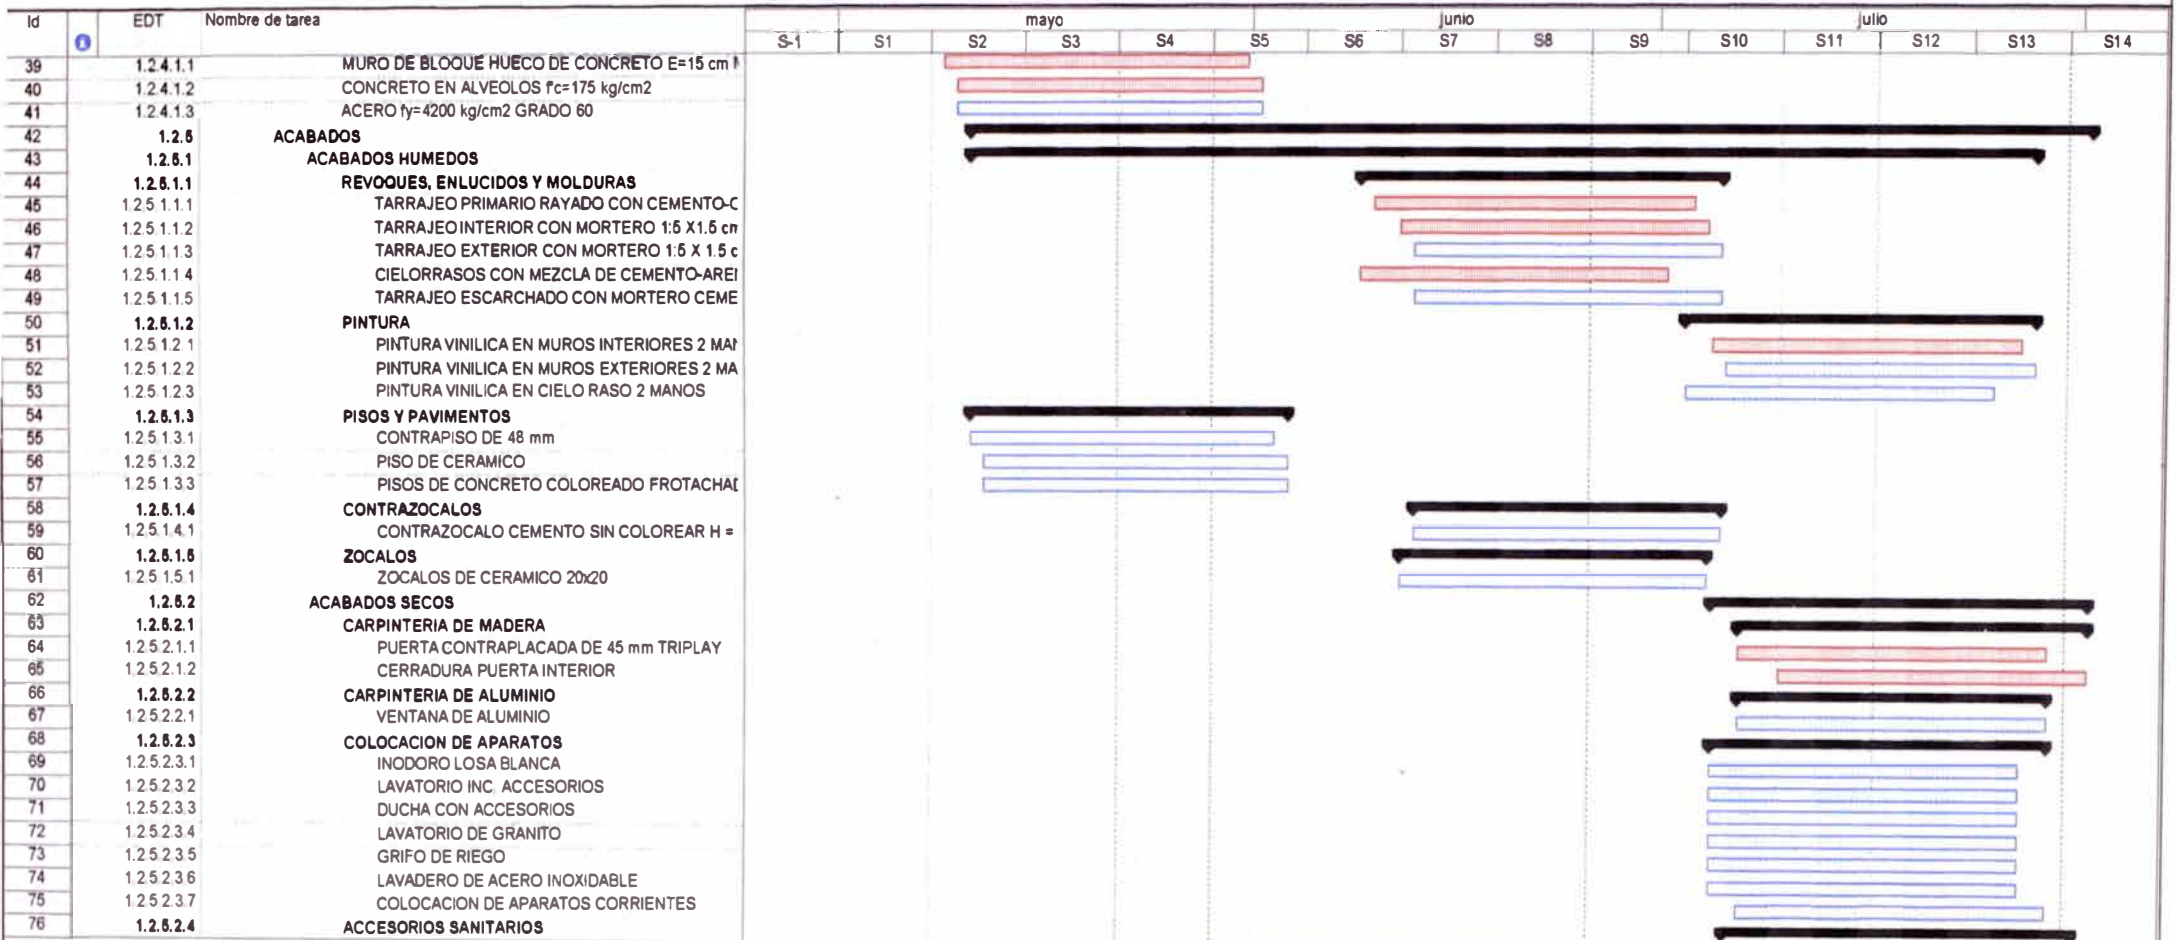 Id EDT Nombre de tarea mayo junio julio
S-1 S1 S2 S3 S4 S5 S6 S7 S8 S9 S10 S11 S12 S13 S14
39 1.2.4.1.1 MURO DE BLOQUE HUECO DE CONCRETO E=15 cm
40 1.2.4.1.2 CONCRETO EN ALVEOLOS f'c=175 kg/cm2
41 1.2.4.1.3 ACERO fy=4200 kg/cm2 GRADO 60
42 1.2.5 ACABADOS
43 1.2.5.1 ACABADOS HUMEDOS
44 1.2.5.1.1 REVOQUES, ENLUCIDOS Y MOLDURAS
45 1.2.5.1.1.1 TARRAJEO PRIMARIO RAYADO CON CEMENTO-C
46 1.2.5.1.1.2 TARRAJEO INTERIOR CON MORTERO 1:5 X1.5 cm
47 1.2.5.1.1.3 TARRAJEO EXTERIOR CON MORTERO 1:5 X 1.5 c
48 1.2.5.1.1.4 CIELORRASOS CON MEZCLA DE CEMENTO-AREI
49 1.2.5.1.1.5 TARRAJEO ESCARCHADO CON MORTERO CEME
50 1.2.5.1.2 PINTURA
51 1.2.5.1.2.1 PINTURA VINILICA EN MUROS INTERIORES 2 MAN
52 1.2.5.1.2.2 PINTURA VINILICA EN MUROS EXTERIORES 2 MA
53 1.2.5.1.2.3 PINTURA VINILICA EN CIELO RASO 2 MANOS
54 1.2.5.1.3 PISOS Y PAVIMENTOS
55 1.2.5.1.3.1 CONTRAPISO DE 48 mm
56 1.2.5.1.3.2 PISO DE CERAMICO
57 1.2.5.1.3.3 PISOS DE CONCRETO COLOREADO FROTACHAD
58 1.2.5.1.4 CONTRAZOCALOS
59 1.2.5.1.4.1 CONTRAZOCALO CEMENTO SIN COLOREAR H =
60 1.2.5.1.5 ZOCALOS
61 1.2.5.1.5.1 ZOCALOS DE CERAMICO 20x20
62 1.2.5.2 ACABADOS SECOS
63 1.2.5.2.1 CARPINTERIA DE MADERA
64 1.2.5.2.1.1 PUERTA CONTRAPLACADA DE 45 mm TRIPLAY
65 1.2.5.2.1.2 CERRADURA PUERTA INTERIOR
66 1.2.5.2.2 CARPINTERIA DE ALUMINIO
67 1.2.5.2.2.1 VENTANA DE ALUMINIO
68 1.2.5.2.3 COLOCACION DE APARATOS
69 1.2.5.2.3.1 INODORO LOSA BLANCA
70 1.2.5.2.3.2 LAVATORIO INC. ACCESORIOS
71 1.2.5.2.3.3 DUCHA CON ACCESORIOS
72 1.2.5.2.3.4 LAVATORIO DE GRANITO
73 1.2.5.2.3.5 GRIFO DE RIEGO
74 1.2.5.2.3.6 LAVADERO DE ACERO INOXIDABLE
75 1.2.5.2.3.7 COLOCACION DE APARATOS CORRIENTES
76 1.2.5.2.4 ACCESORIOS SANITARIOS